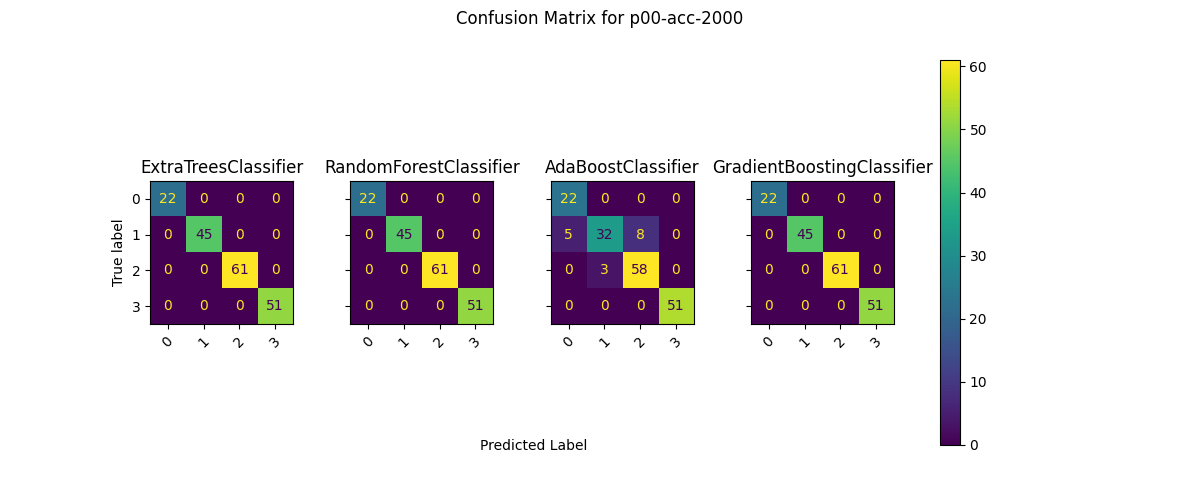 Confusion Matrix for p00-acc-2000
ExtraTreesClassifier RandomForestClassifier AdaBoostClassifier GradientBoostingClassifier
True label
0 22 0 0 0 22 0 0 0 22 0 0 0 22 0 0 0
1 0 45 0 0 0 45 0 0 5 32 8 0 0 45 0 0
2 0 0 61 0 0 0 61 0 0 3 58 0 0 0 61 0
3 0 0 0 51 0 0 0 51 0 0 0 51 0 0 0 51
0 1 2 3 0 1 2 3 0 1 2 3 0 1 2 3
Predicted Label
60
50
40
30
20
10
0